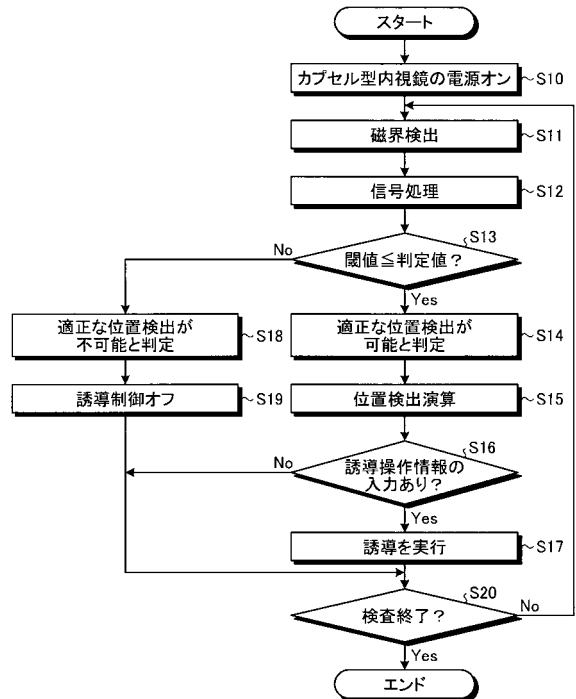 スタート
カプセル型内視鏡の電源オン
S10
磁界検出
S11
信号処理
S12
S13
閾値≦判定値？
No
Yes
適正な位置検出が
不可能と判定
S18
適正な位置検出が
可能と判定
S14
誘導制御オフ
S19
位置検出演算
S15
S16
誘導操作情報の
入力あり？
No
Yes
誘導を実行
S17
S20
検査終了？
No
Yes
エンド